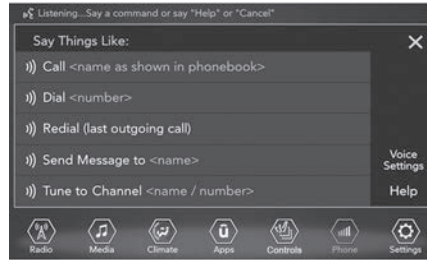 Listening...Say a command or say "Help" or "Cancel"
Say Things Like:
Call <name as shown in phonebook>
Dial <number>
Redial (last outgoing call)
Send Message to <name>
Tune to Channel <name / number>
Voice
Settings
Help
Radio
Media
Climate
Apps
Controls
Phone
Settings